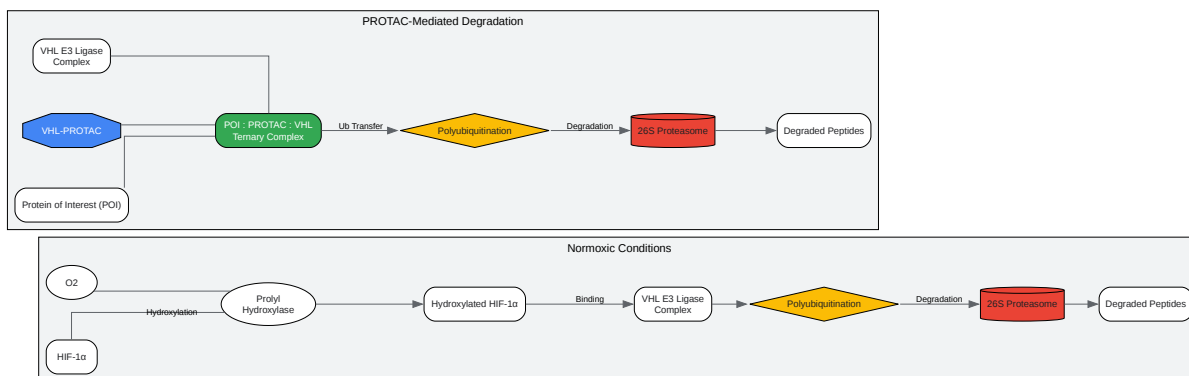 PROTAC-Mediated Degradation
VHL E3 Ligase
Complex
VHL-PROTAC
POI : PROTAC : VHL
Ternary Complex
Ub Transfer
Polyubiquitination
Degradation
26S Proteasome
Degraded Peptides
Protein of Interest (POI)
Normoxic Conditions
O2
Prolyl
Hydroxylase
Hydroxylation
HIF-1α
Hydroxylated HIF-1α
Binding
VHL E3 Ligase
Complex
Polyubiquitination
Degradation
26S Proteasome
Degraded Peptides